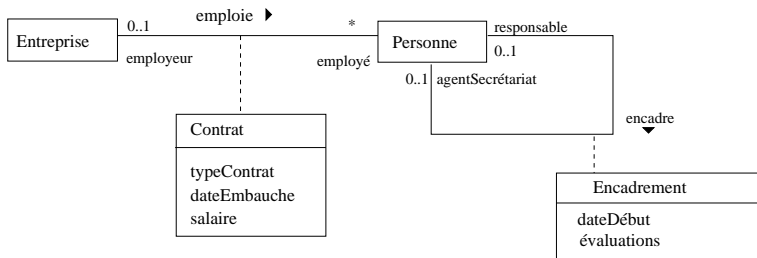 emploie
0..1
*
Entreprise
employeur
employé
Personne
responsable
0..1
0..1
agentSecrétariat
encadre
Contrat
typeContrat
dateEmbauche
salaire
Encadrement
dateDébut
évaluations